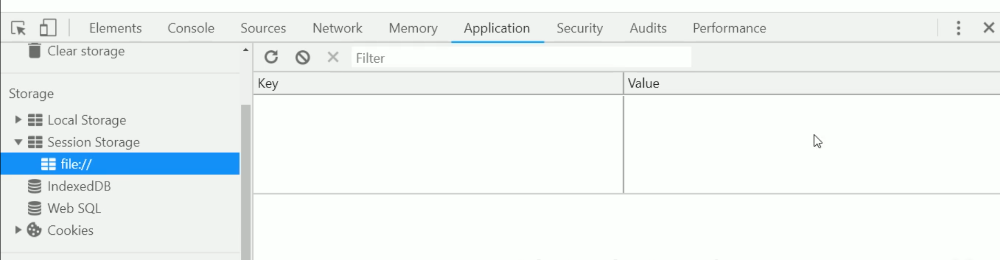 Elements Console Sources Network Memory Application Security Audits Performance
Clear storage
Filter
Key Value
Storage
Local Storage
Session Storage
file://
IndexedDB
Web SQL
Cookies